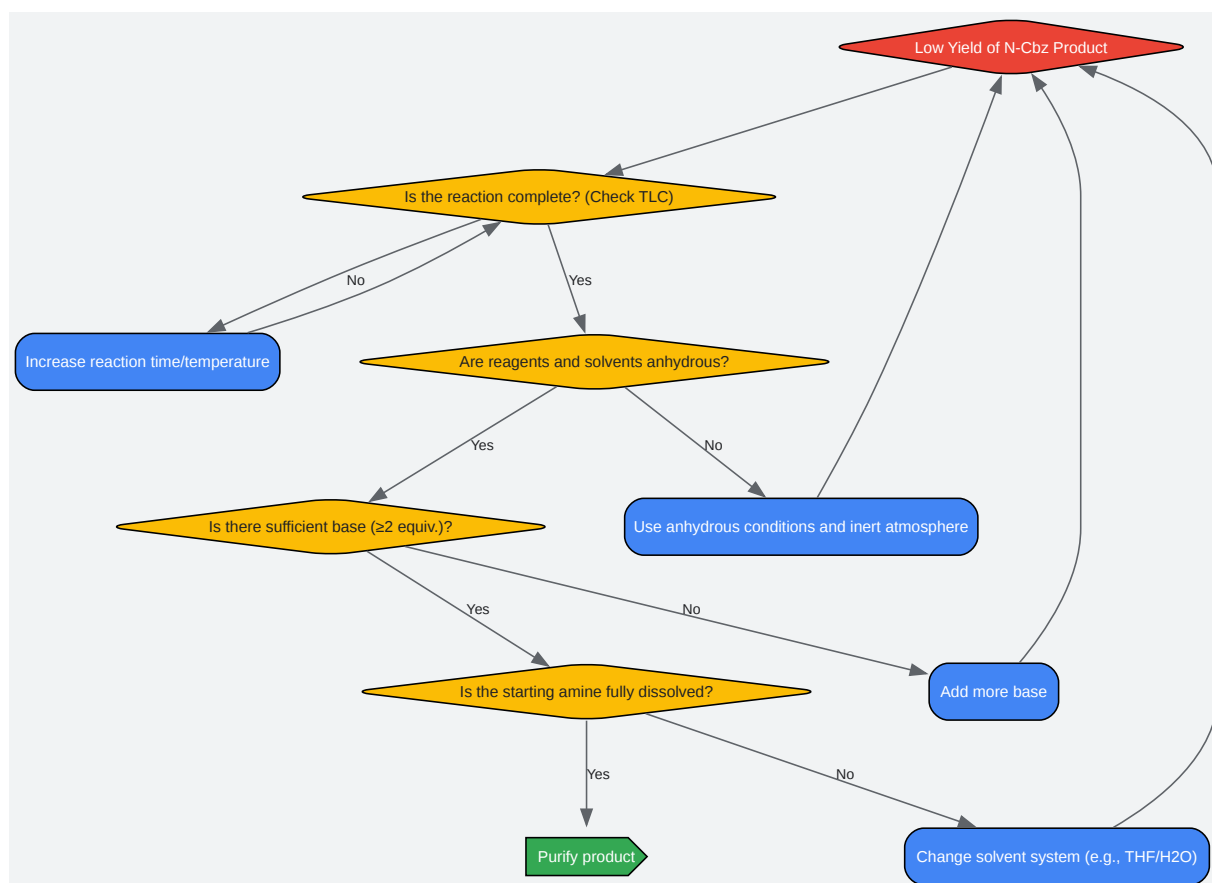 Low Yield of N-Cbz Product
Is the reaction complete? (Check TLC)
No
Yes
Increase reaction time/temperature
Are reagents and solvents anhydrous?
Yes
No
Is there sufficient base (≥2 equiv.)?
Use anhydrous conditions and inert atmosphere
Yes
No
Is the starting amine fully dissolved?
Add more base
Yes
No
Purify product
Change solvent system (e.g., THF/H2O)